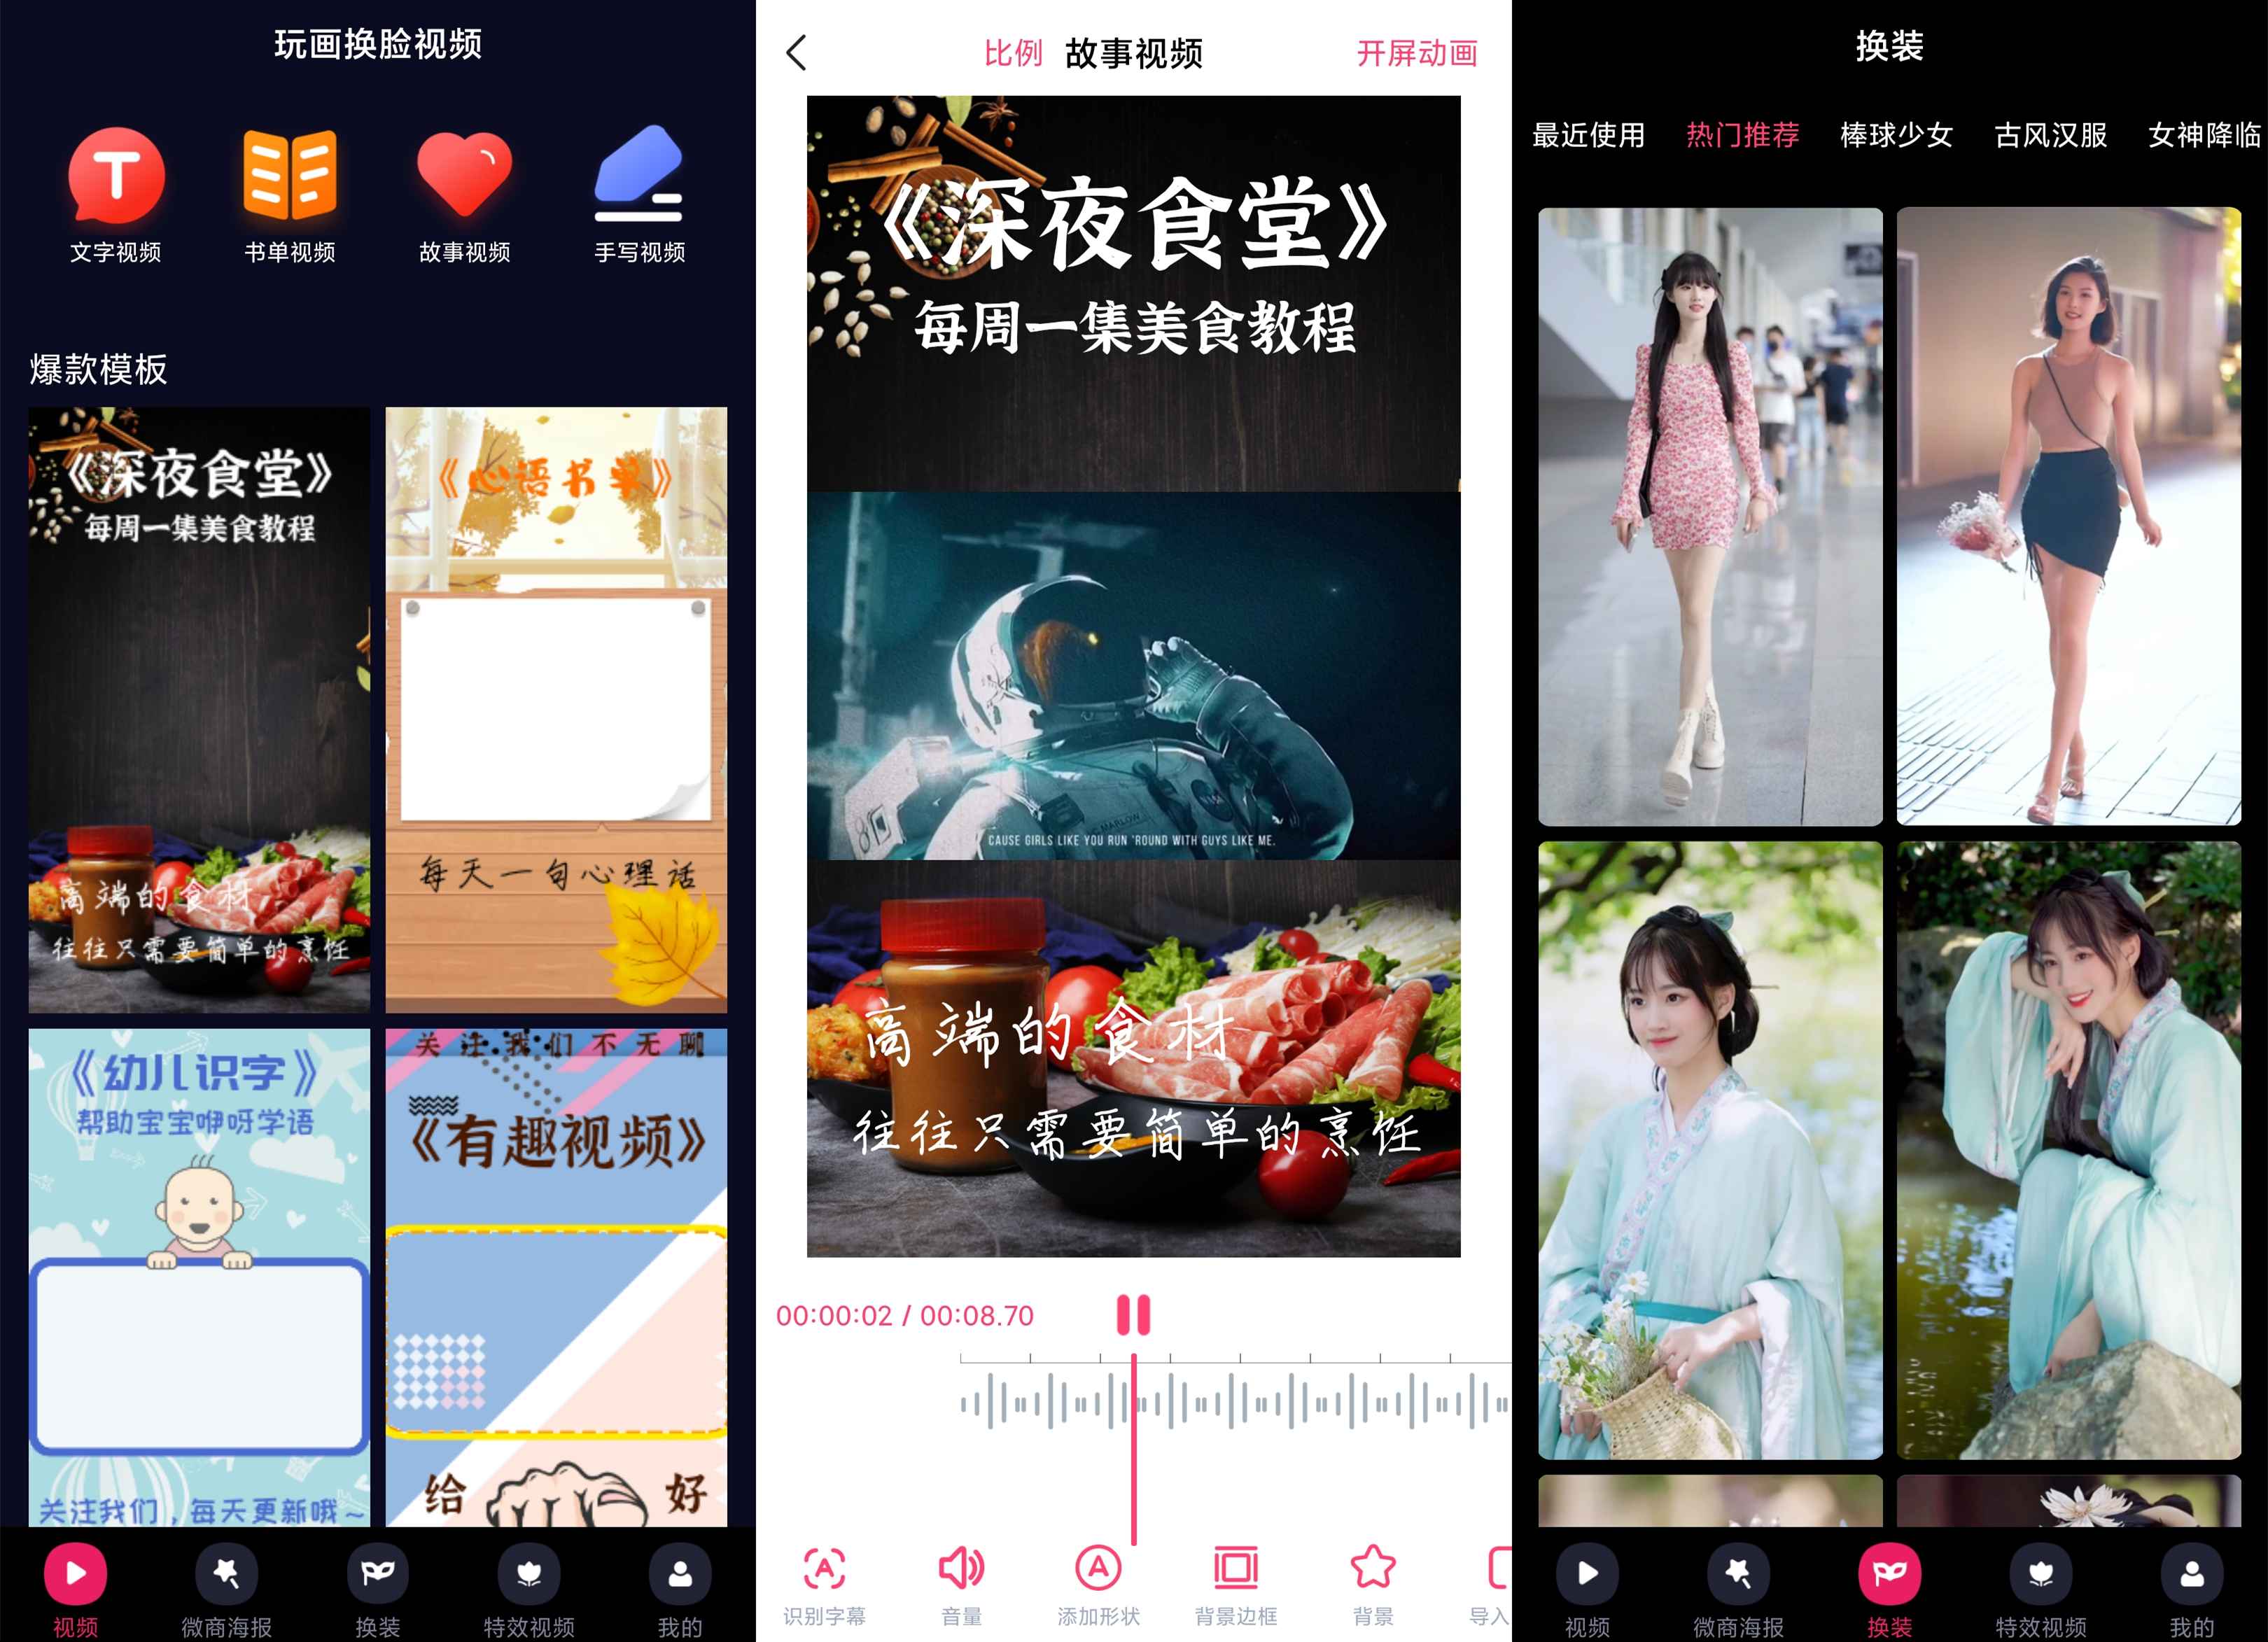 玩画换脸视频
T
文字视频
书单视频
故事视频
手写视频
爆款模板
《深夜食堂》
每周一集美食教程
高端的食材
往往只需要简单的烹饪
《心语书单》
每天一句心理话
《幼儿识字》
帮助宝宝咿呀学语
关注我们，每天更新哦~
关注我们不无聊
《有趣视频》
给
好
视频
微商海报
换装
特效视频
我的
比例
故事视频
开屏动画
《深夜食堂》
每周一集美食教程
NASA
MARLOW
CAUSE GIRLS LIKE YOU RUN 'ROUND WITH GUYS LIKE ME.
高端的食材
往往只需要简单的烹饪
00:00:02 / 00:08.70
A
识别字幕
音量
A
添加形状
背景边框
背景
导入
换装
最近使用
热门推荐
棒球少女
古风汉服
女神降临
视频
微商海报
换装
特效视频
我的